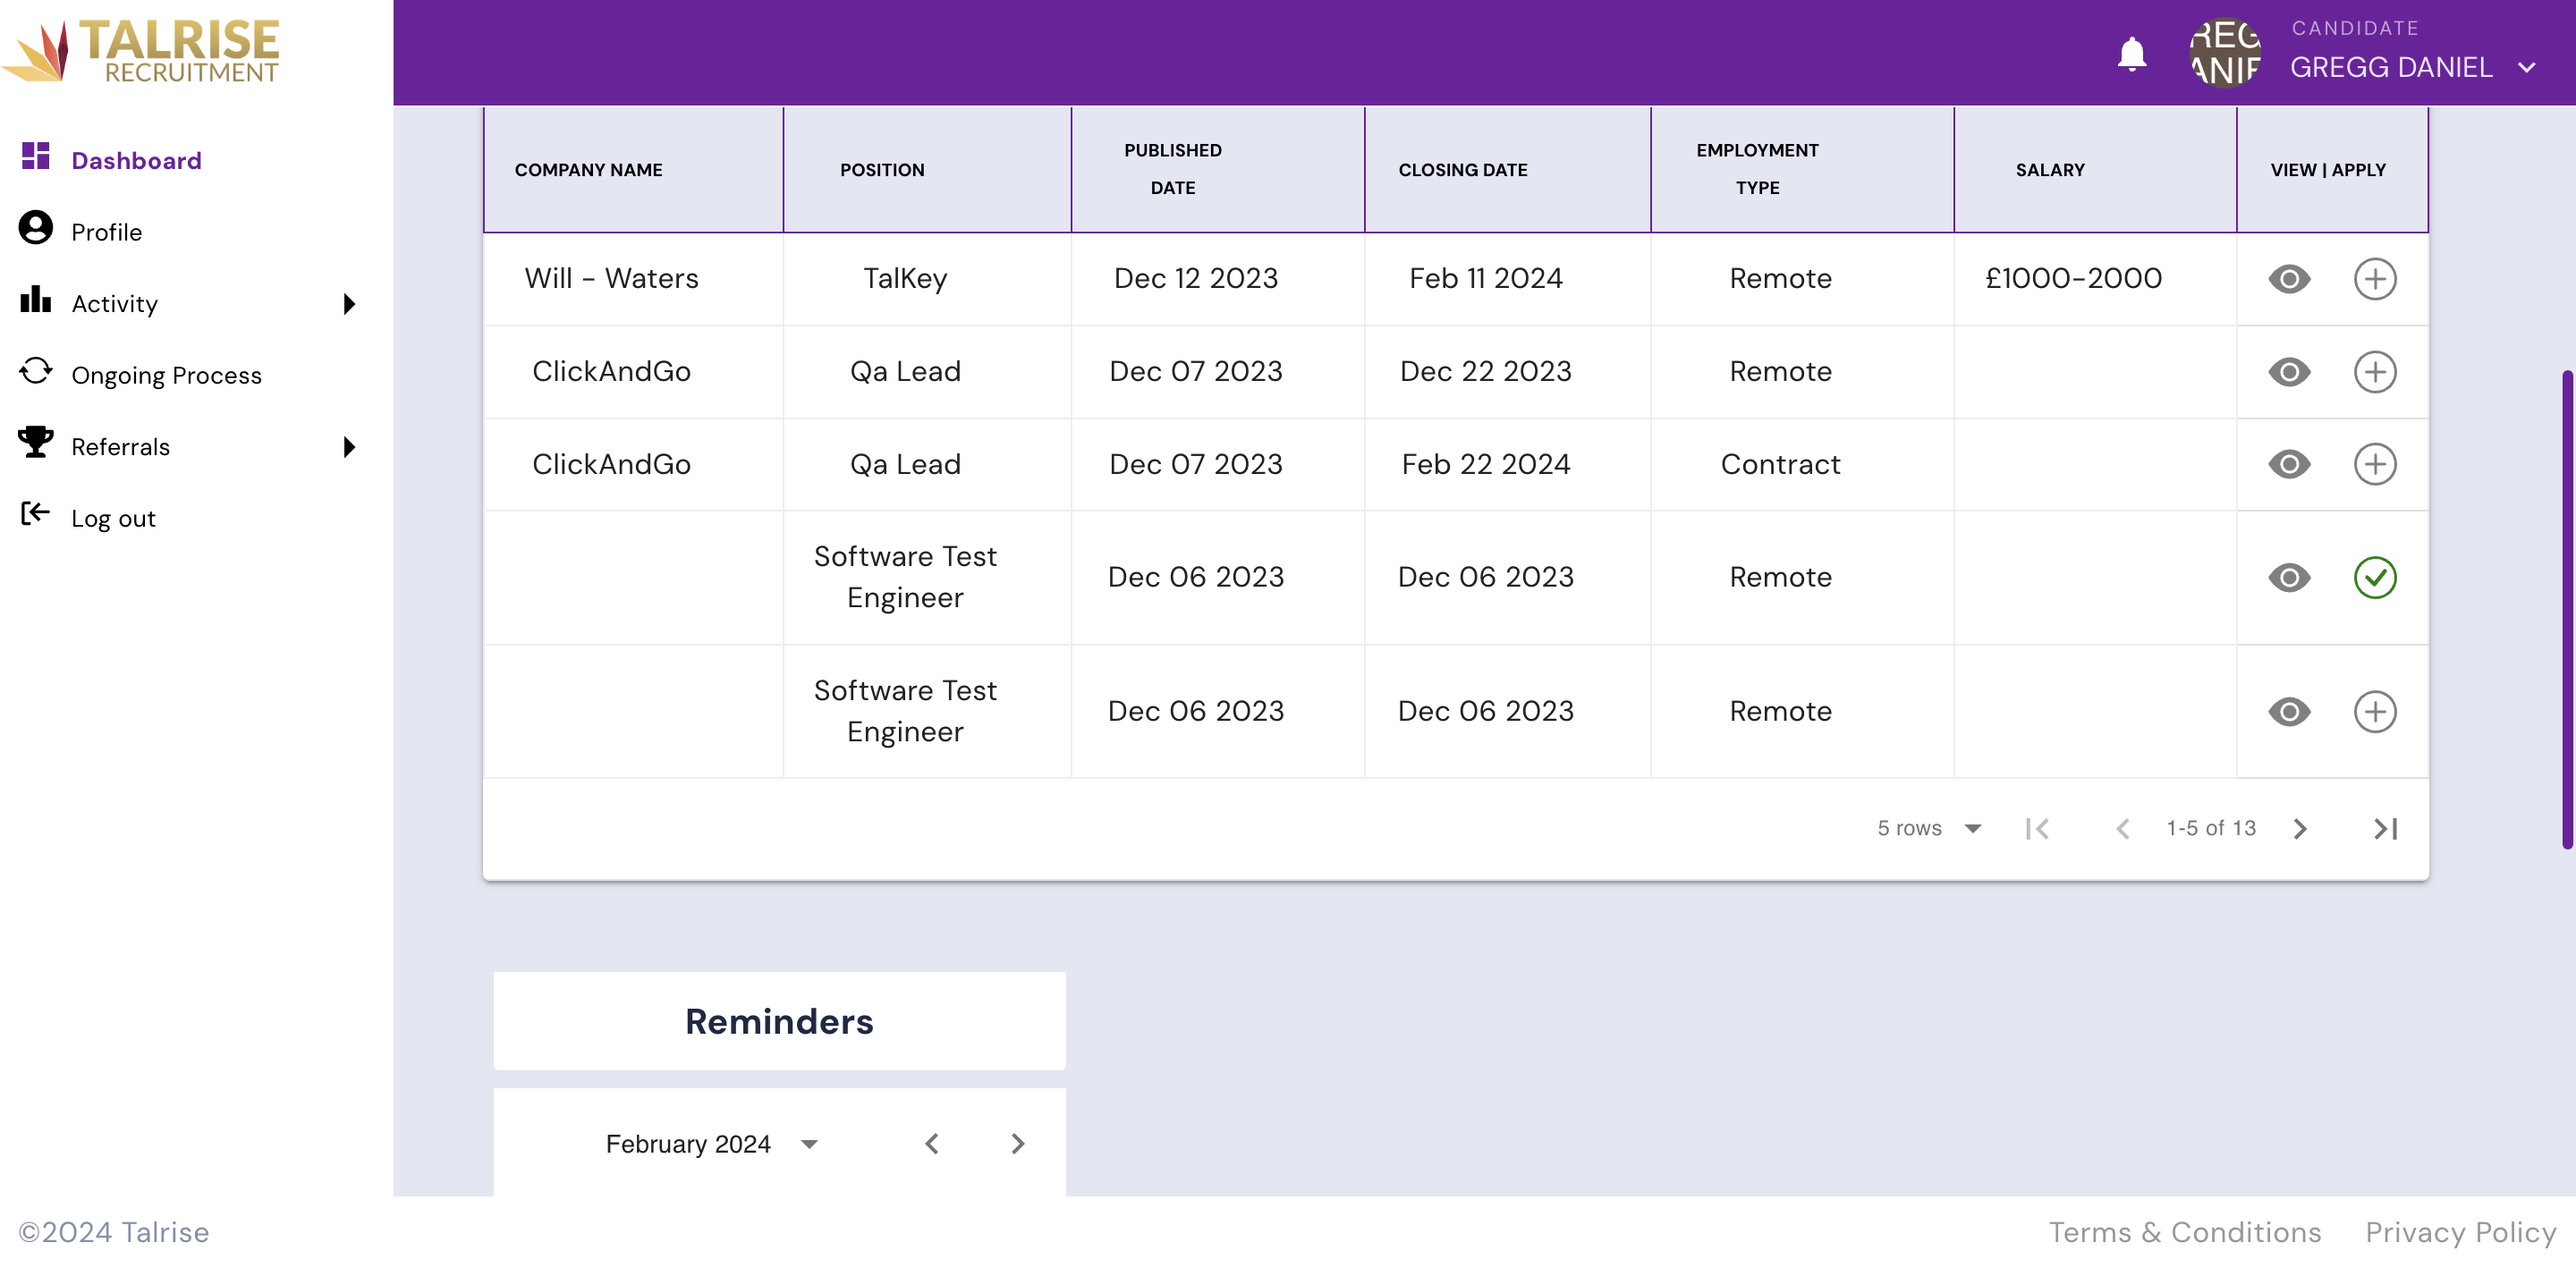 TALRISE
RECRUITMENT
CANDIDATE
GREGG DANIEL
Dashboard
Profile
Activity
Ongoing Process
Referrals
Log out
COMPANY NAME POSITION PUBLISHED DATE CLOSING DATE EMPLOYMENT TYPE SALARY VIEW | APPLY
Will - Waters TalKey Dec 12 2023 Feb 11 2024 Remote £1000-2000
ClickAndGo Qa Lead Dec 07 2023 Dec 22 2023 Remote
ClickAndGo Qa Lead Dec 07 2023 Feb 22 2024 Contract
Software Test Engineer Dec 06 2023 Dec 06 2023 Remote
Software Test Engineer Dec 06 2023 Dec 06 2023 Remote
5 rows 1-5 of 13
Reminders
February 2024
©2024 Talrise
Terms & Conditions Privacy Policy